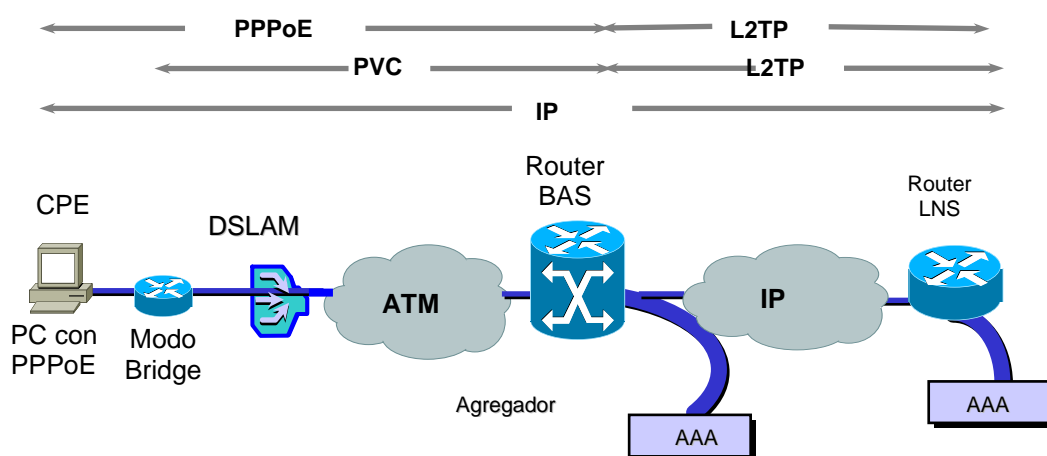 PPPoE
L2TP
PVC
L2TP
IP
Router
BAS
Router
LNS
CPE
DSLAM
ATM
IP
PC con
PPPoE
Modo
Bridge
Agregador
AAA
AAA